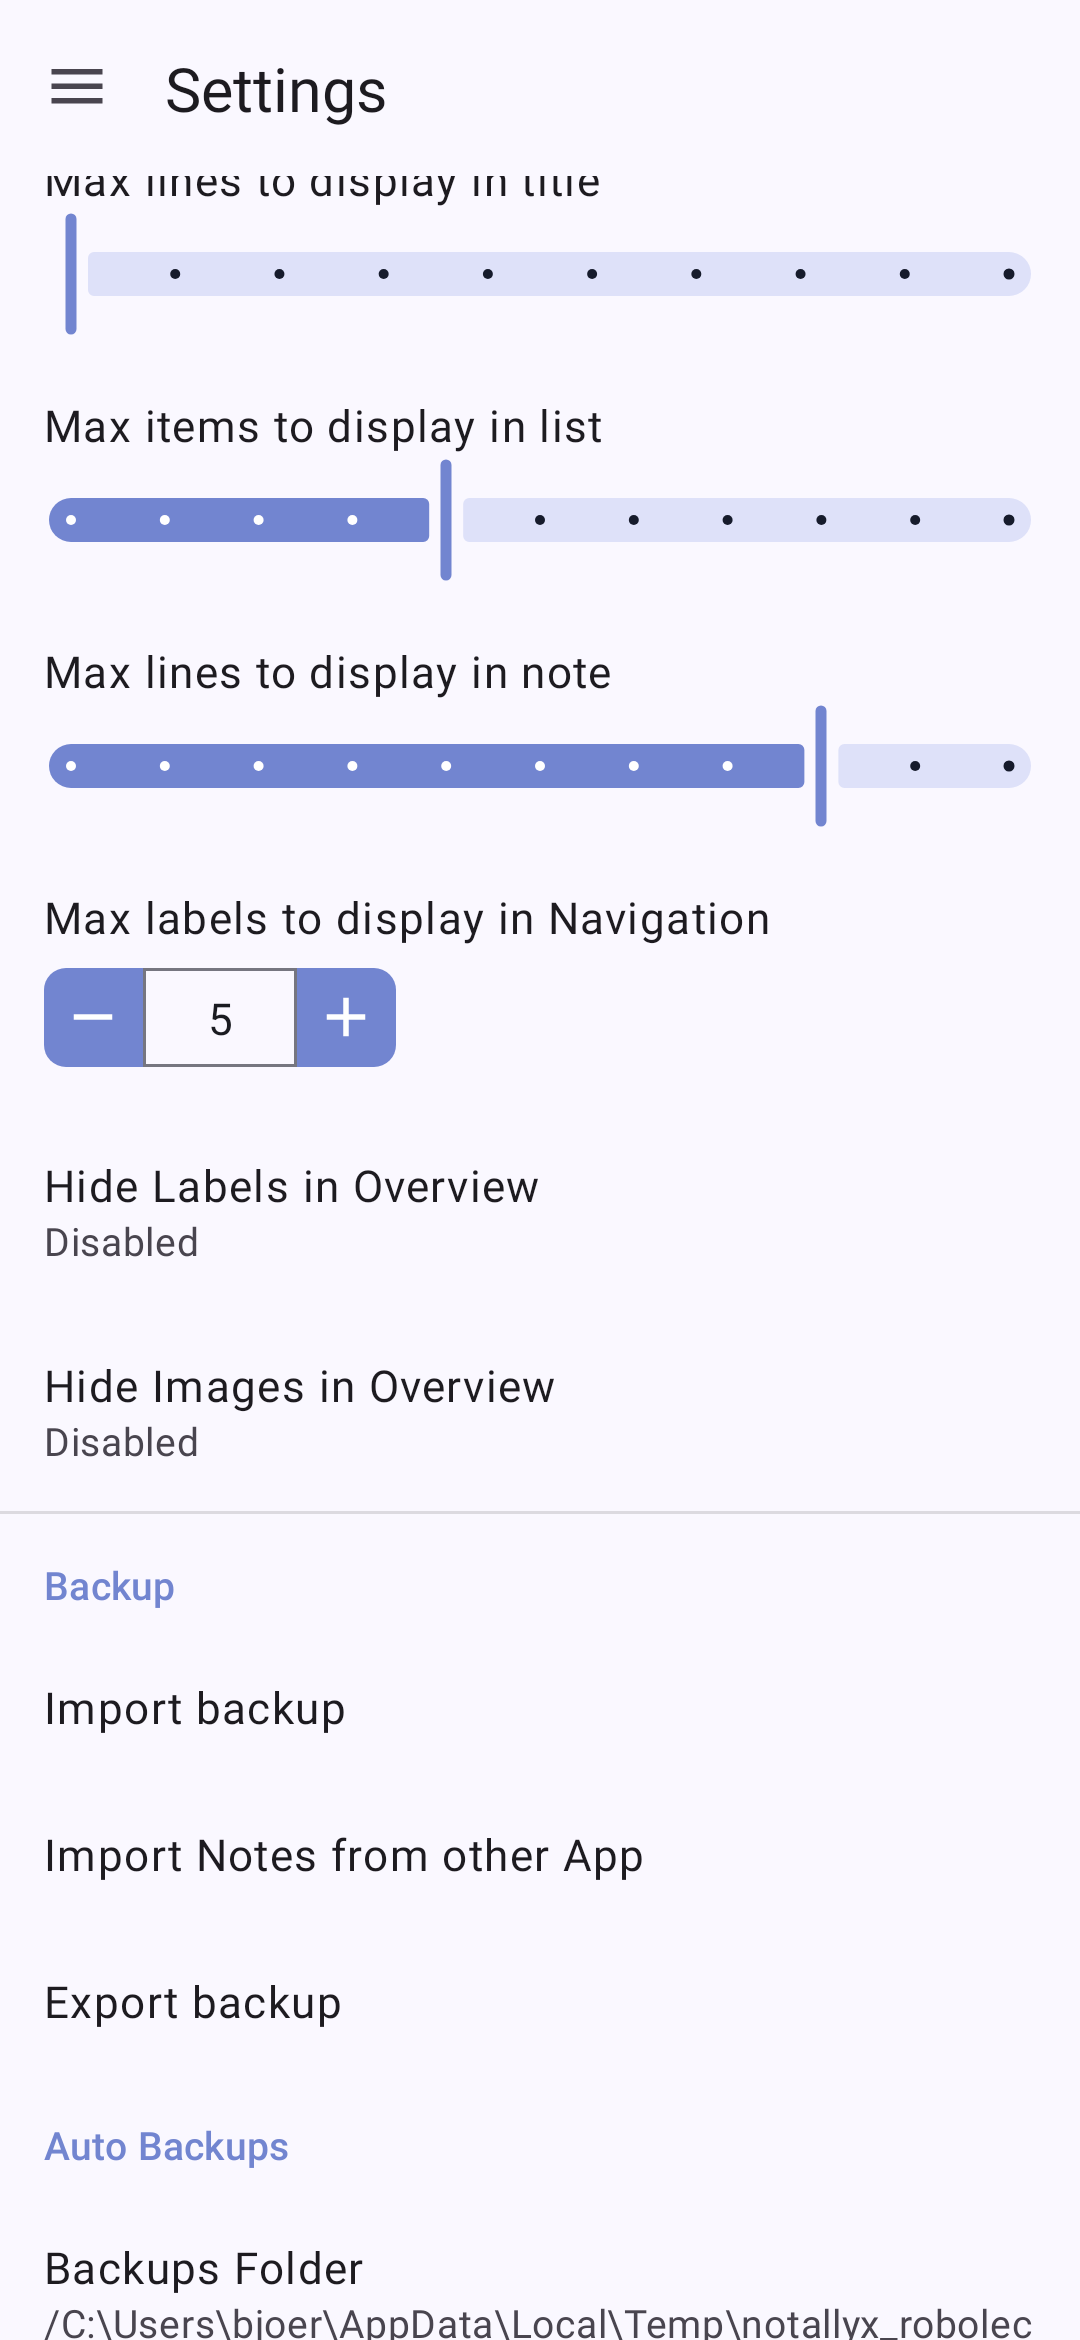 Settings
Max lines to display in title
Max items to display in list
Max lines to display in note
Max labels to display in Navigation
5
Hide Labels in Overview
Disabled
Hide Images in Overview
Disabled
Backup
Import backup
Import Notes from other App
Export backup
Auto Backups
Backups Folder
/C:\Users\bjoer\AppData\Local\Temp\notallyx_robolec